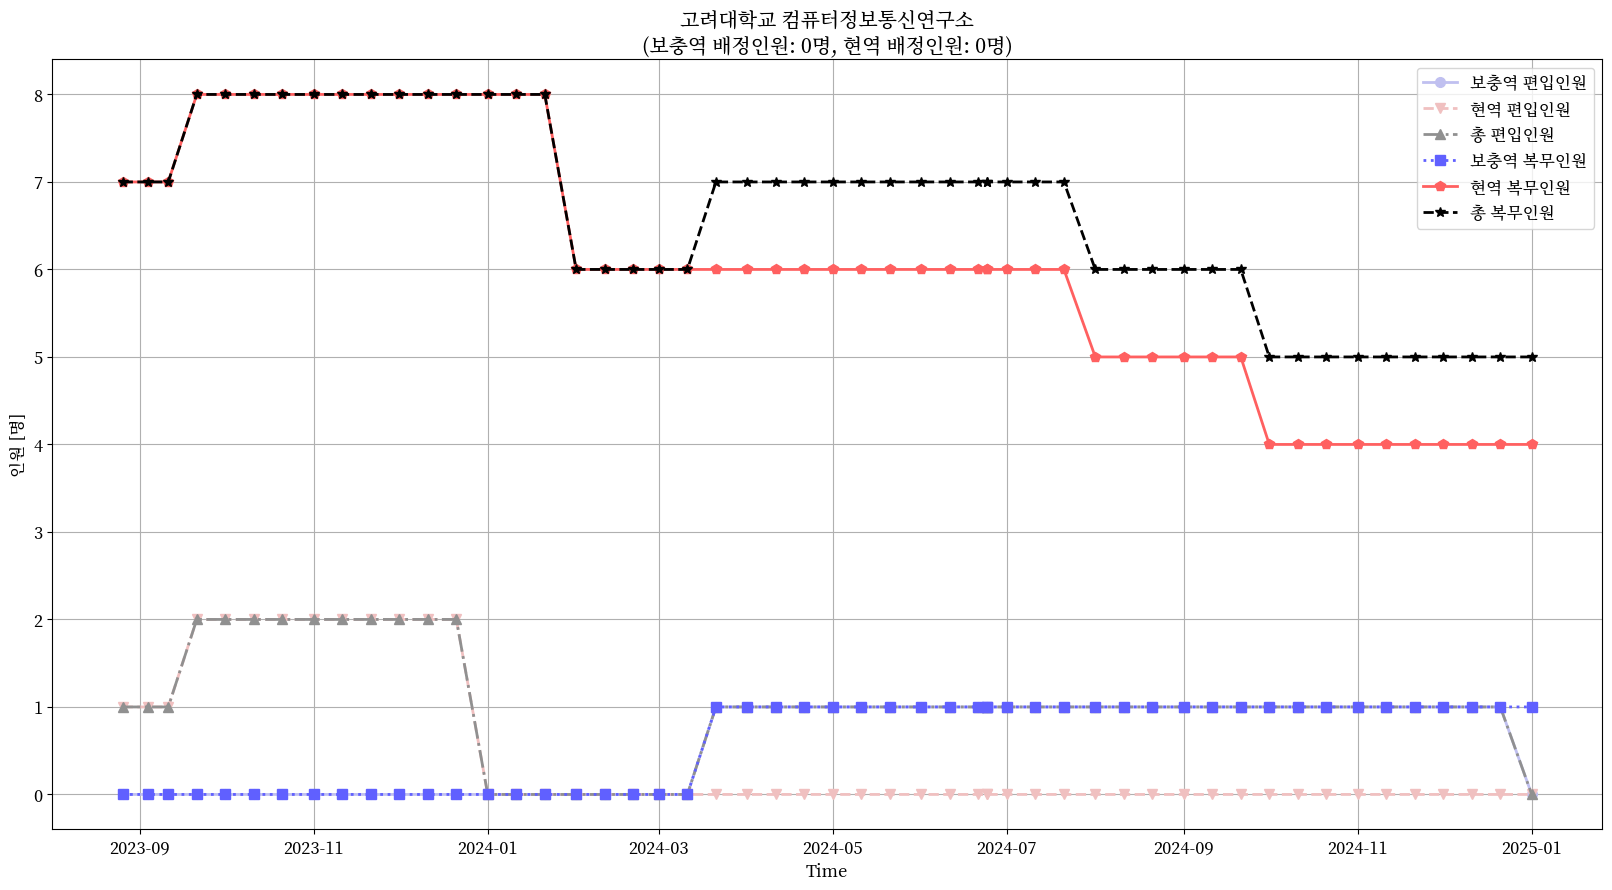 고려대학교 컴퓨터정보통신연구소
(보충역 배정인원: 0명, 현역 배정인원: 0명)
보충역 편입인원
현역 편입인원
총 편입인원
보충역 복무인원
현역 복무인원
총 복무인원
인원 [명]
8
7
6
5
4
3
2
1
0
2023-09
2023-11
2024-01
2024-03
2024-05
2024-07
2024-09
2024-11
2025-01
Time